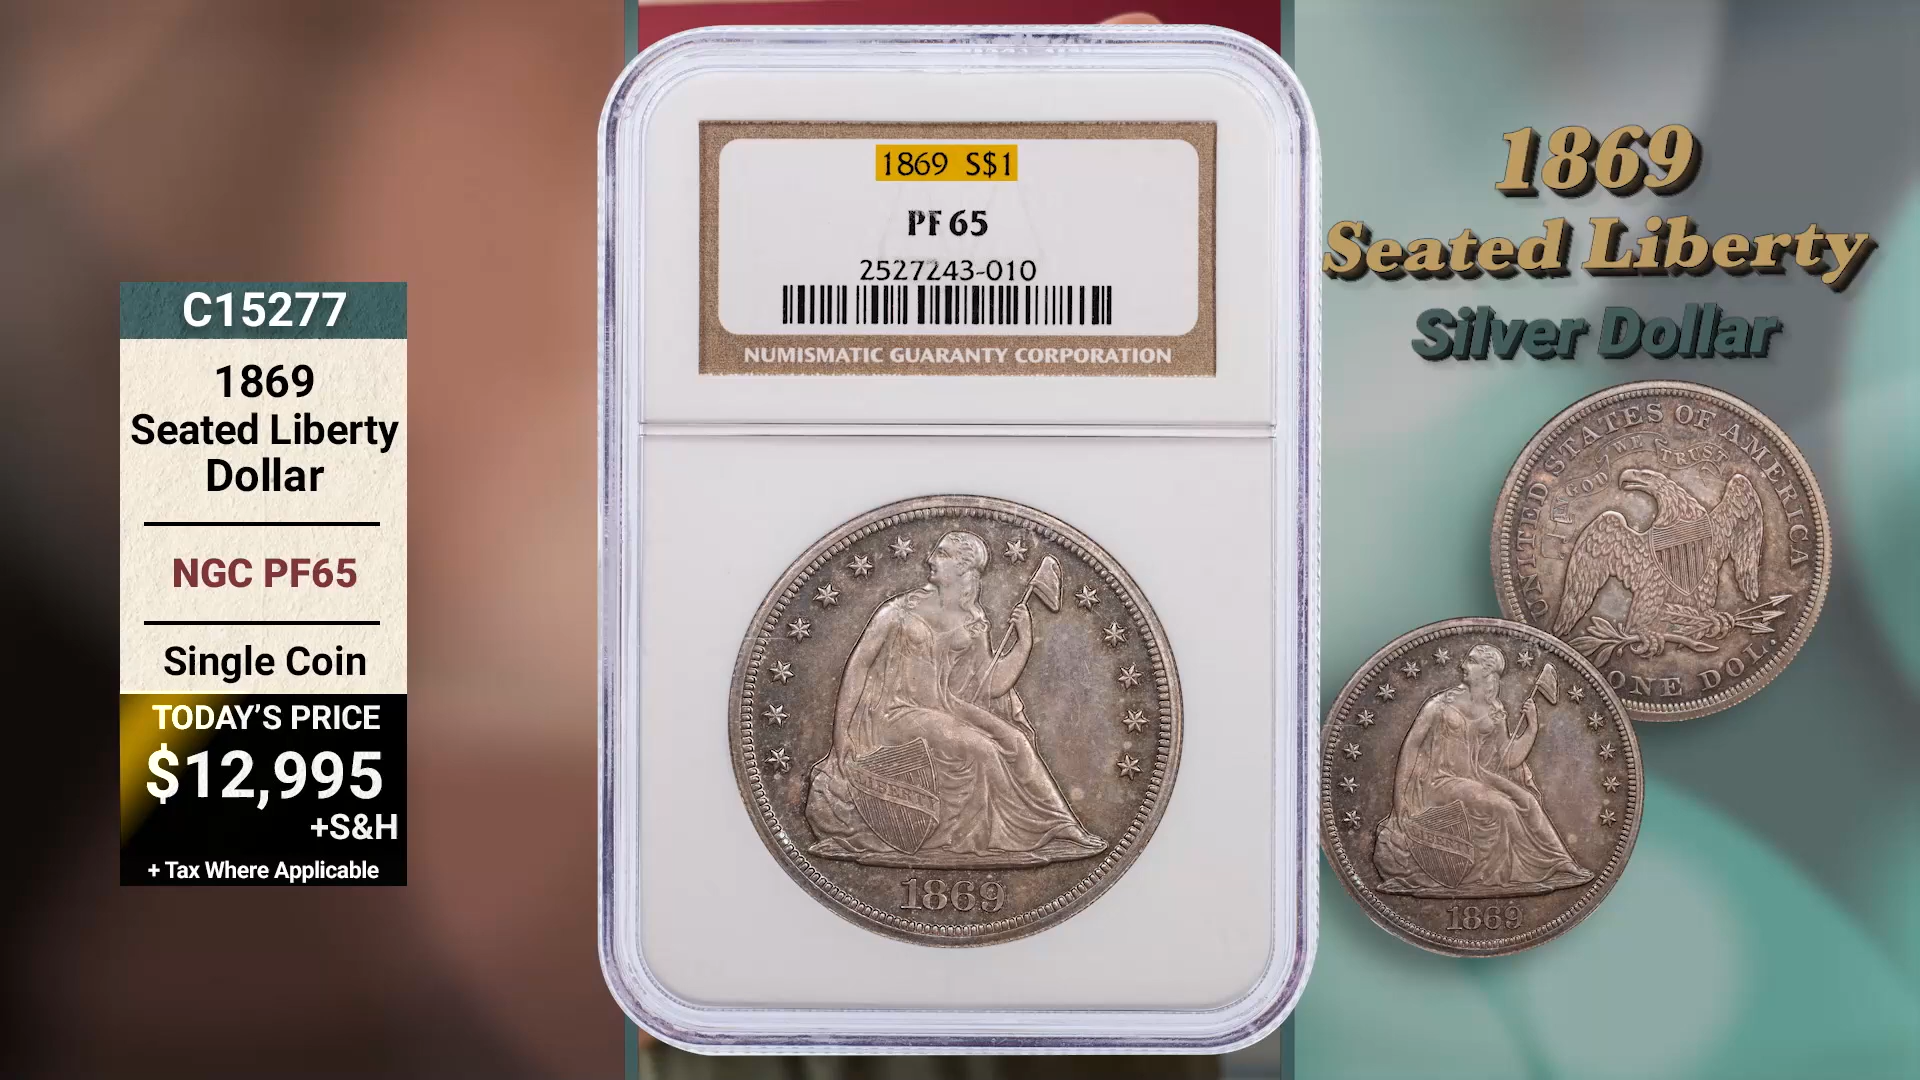 C15277
1869
Seated Liberty
Dollar
NGC PF65
Single Coin
TODAY'S PRICE
$12,995
+S&H
+ Tax Where Applicable
1869 S$1
PF 65
2527243-010
NUMISMATIC GUARANTY CORPORATION
LIBERTY
1869
1869
Seated Liberty
Silver Dollar
UNITED STATES OF AMERICA
IN GOD WE TRUST
ONE DOL.
LIBERTY
1869